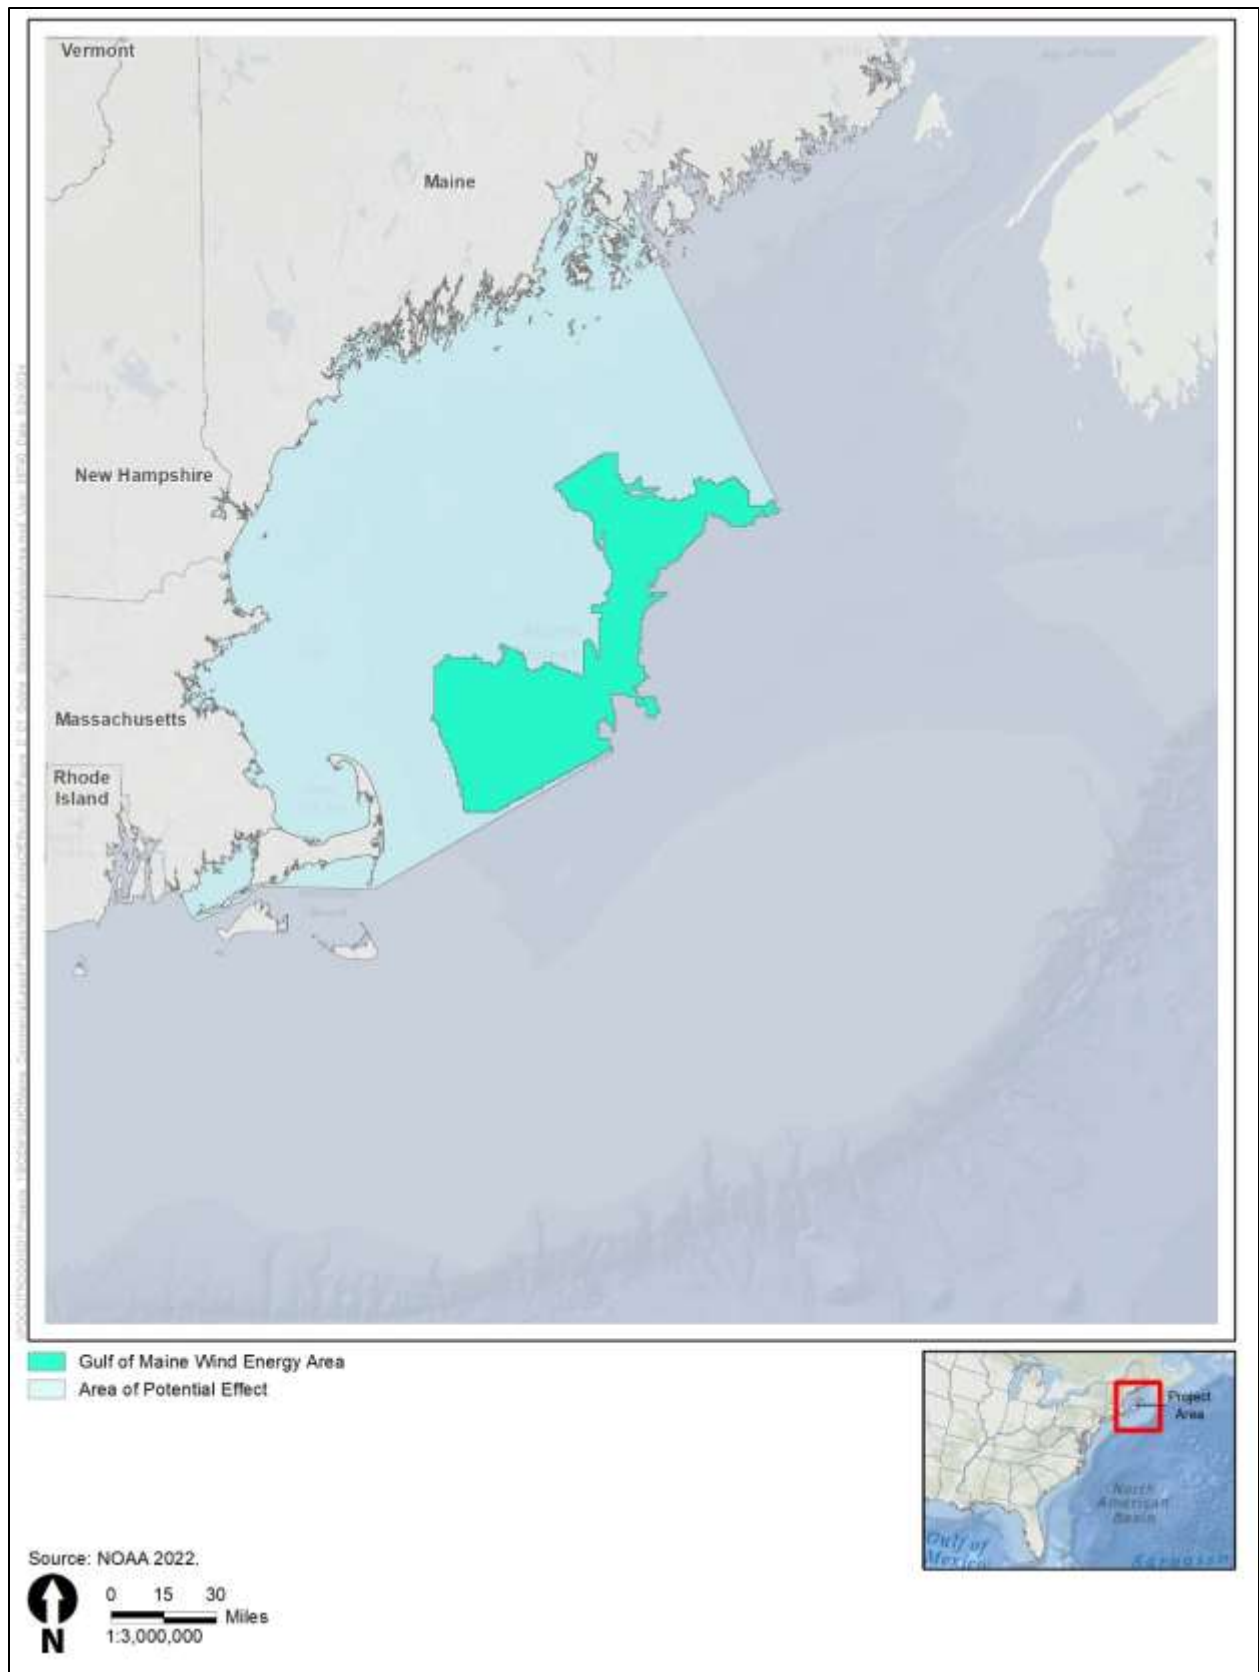 Vermont
Maine
New Hampshire
Massachusetts
Rhode
Island
Gulf of Maine Wind Energy Area
Area of Potential Effect
Project
Area
North
American
Basin
Gulf of
Mexico
Source: NOAA 2022.
0 15 30
Miles
1:3,000,000
N